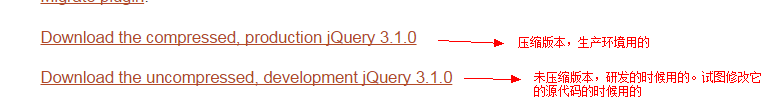 Migrate plugin.
Download the compressed, production jQuery 3.1.0
压缩版本，生产环境用的
Download the uncompressed, development jQuery 3.1.0
未压缩版本，研发的时候用的。试图修改它
的源代码的时候用的